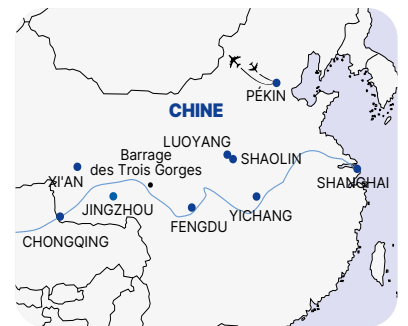 PÉKIN
CHINE
LUOYANG
SHAOLIN
Barrage
des Trois Gorges
XI'AN
SHANGHAI
JINGZHOU
YICHANG
FENGDU
CHONGQING